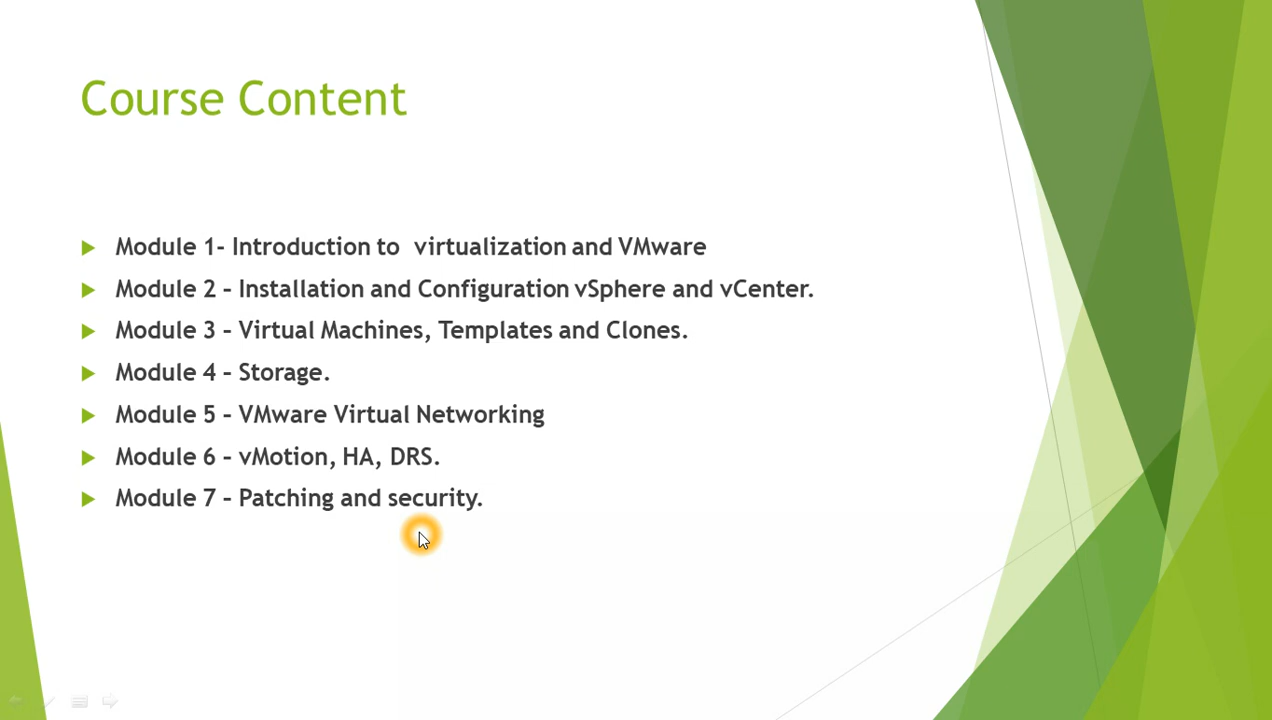 Course Content
Module 1- Introduction to  virtualization and VMware
Module 2 – Installation and Configuration vSphere and vCenter.
Module 3 – Virtual Machines, Templates and Clones.
Module 4 – Storage.
Module 5 – VMware Virtual Networking
Module 6 – vMotion, HA, DRS.
Module 7 – Patching and security.